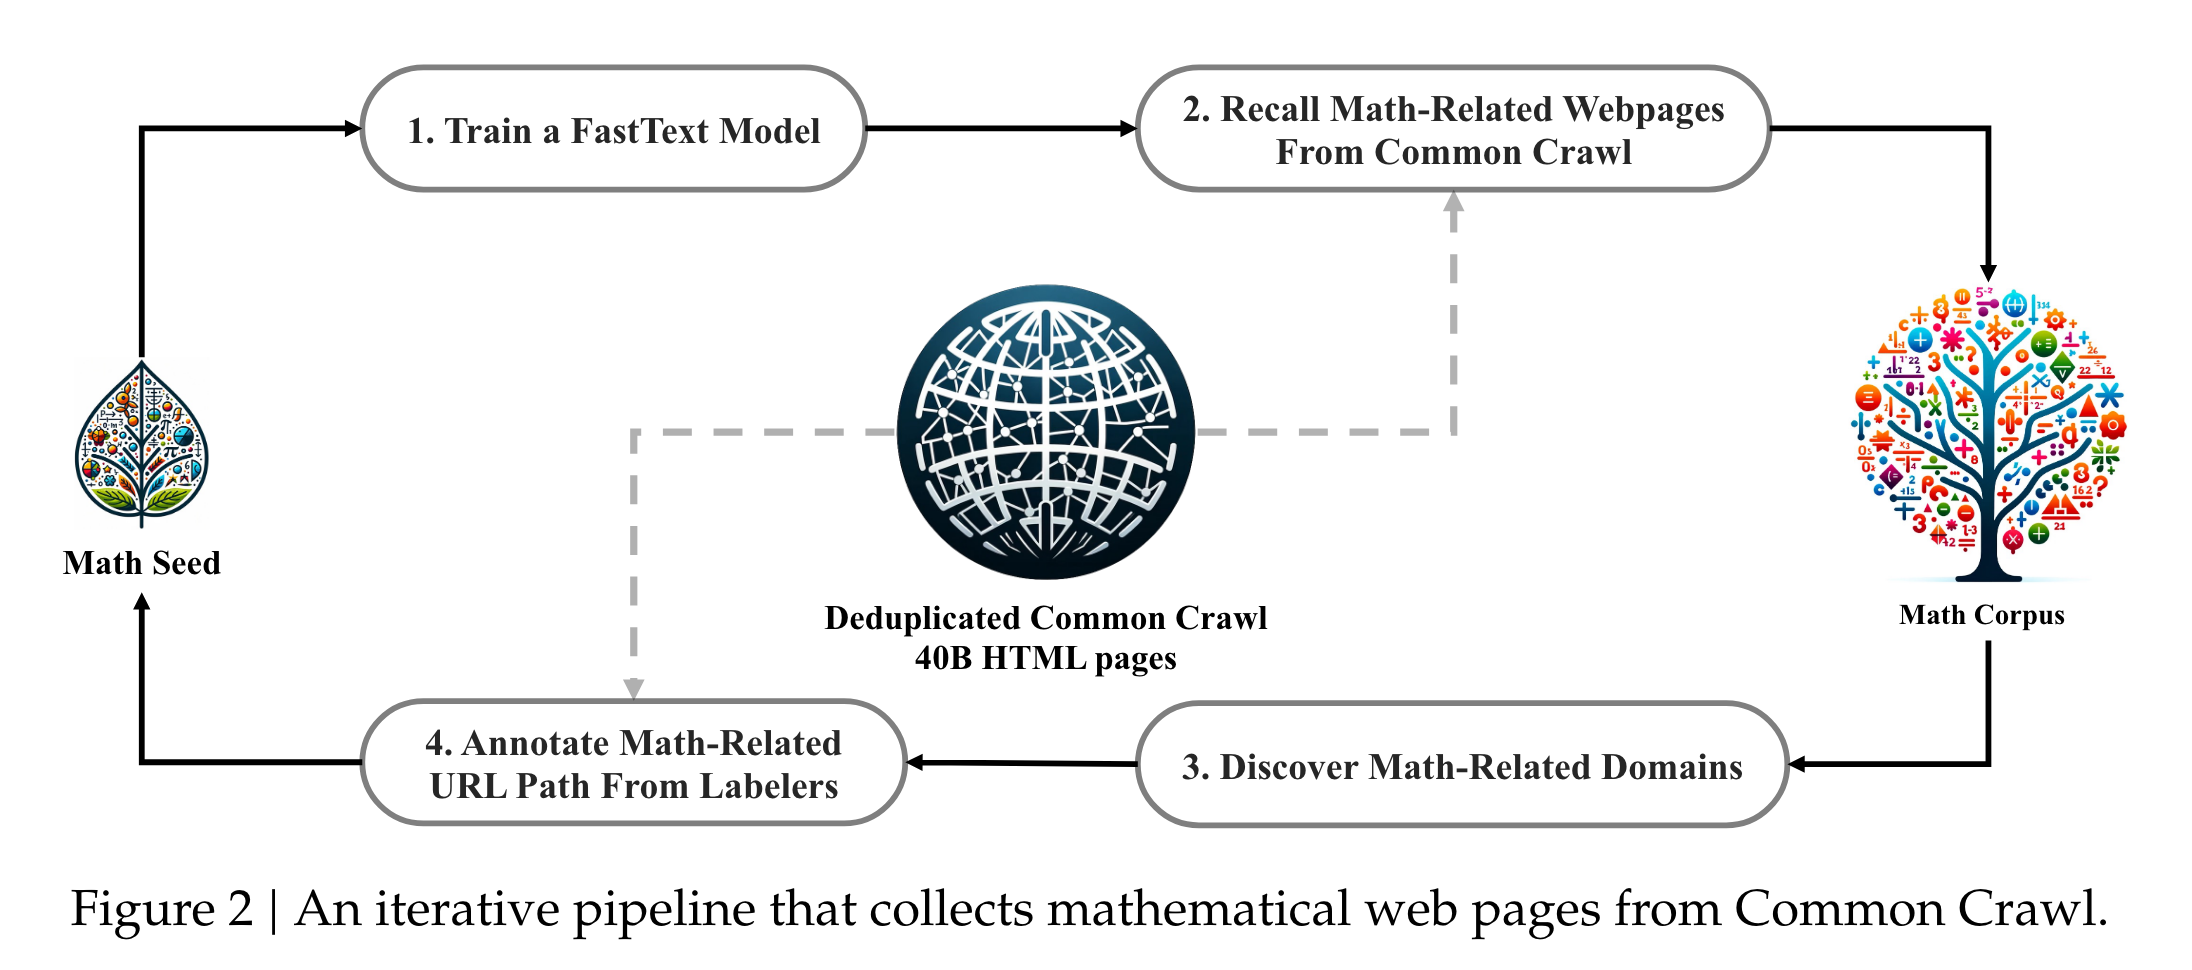 1. Train a FastText Model
2. Recall Math-Related Webpages
From Common Crawl
Math Seed
Deduplicated Common Crawl
40B HTML pages
Math Corpus
4. Annotate Math-Related
URL Path From Labelers
3. Discover Math-Related Domains
Figure 2 | An iterative pipeline that collects mathematical web pages from Common Crawl.